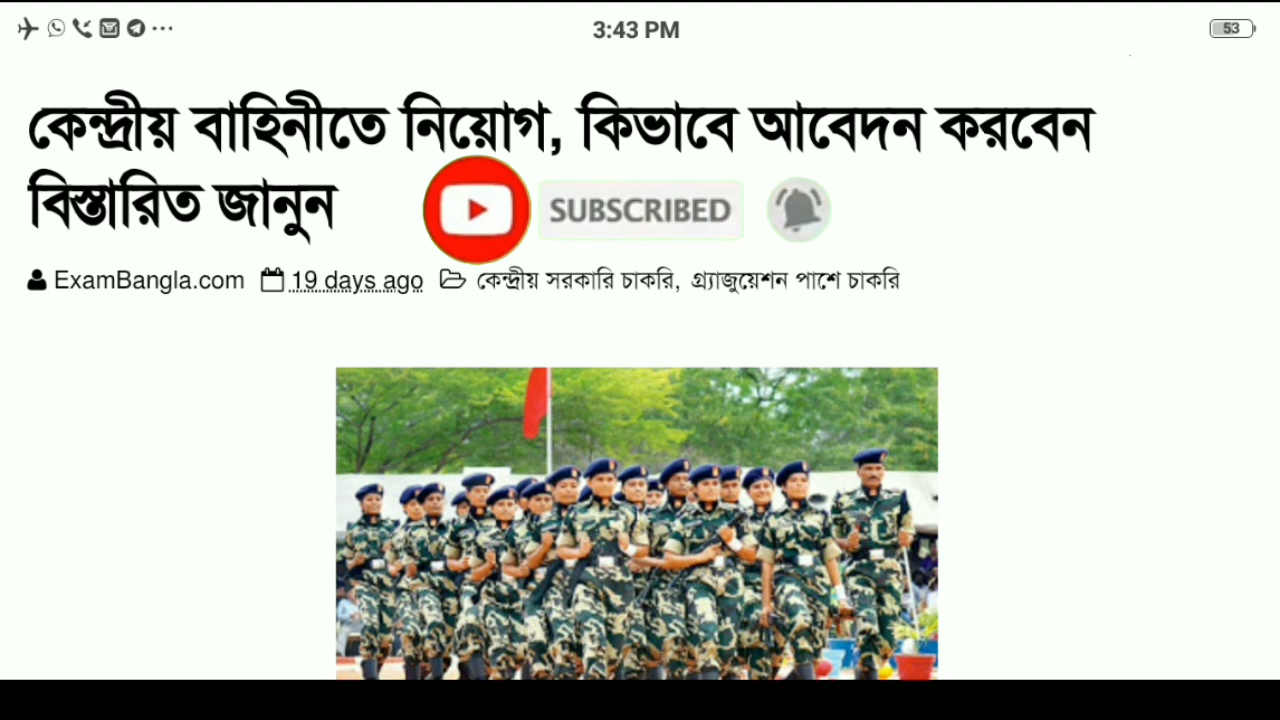 3:43 PM
53
কেন্দ্রীয় বাহিনীতে নিয়োগ, কিভাবে আবেদন করবেন
বিস্তারিত জানুন
SUBSCRIBED
ExamBangla.com 19 days ago কেন্দ্রীয় সরকারি চাকরি, গ্র্যাজুয়েশন পাশে চাকরি